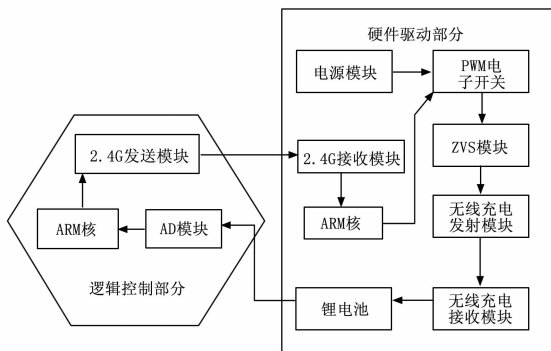 硬件驱动部分
电源模块
PWM电
子开关
2.4G发送模块
2.4G接收模块
ZVS模块
ARM核
AD模块
ARM核
无线充电
发射模块
逻辑控制部分
锂电池
无线充电
接收模块